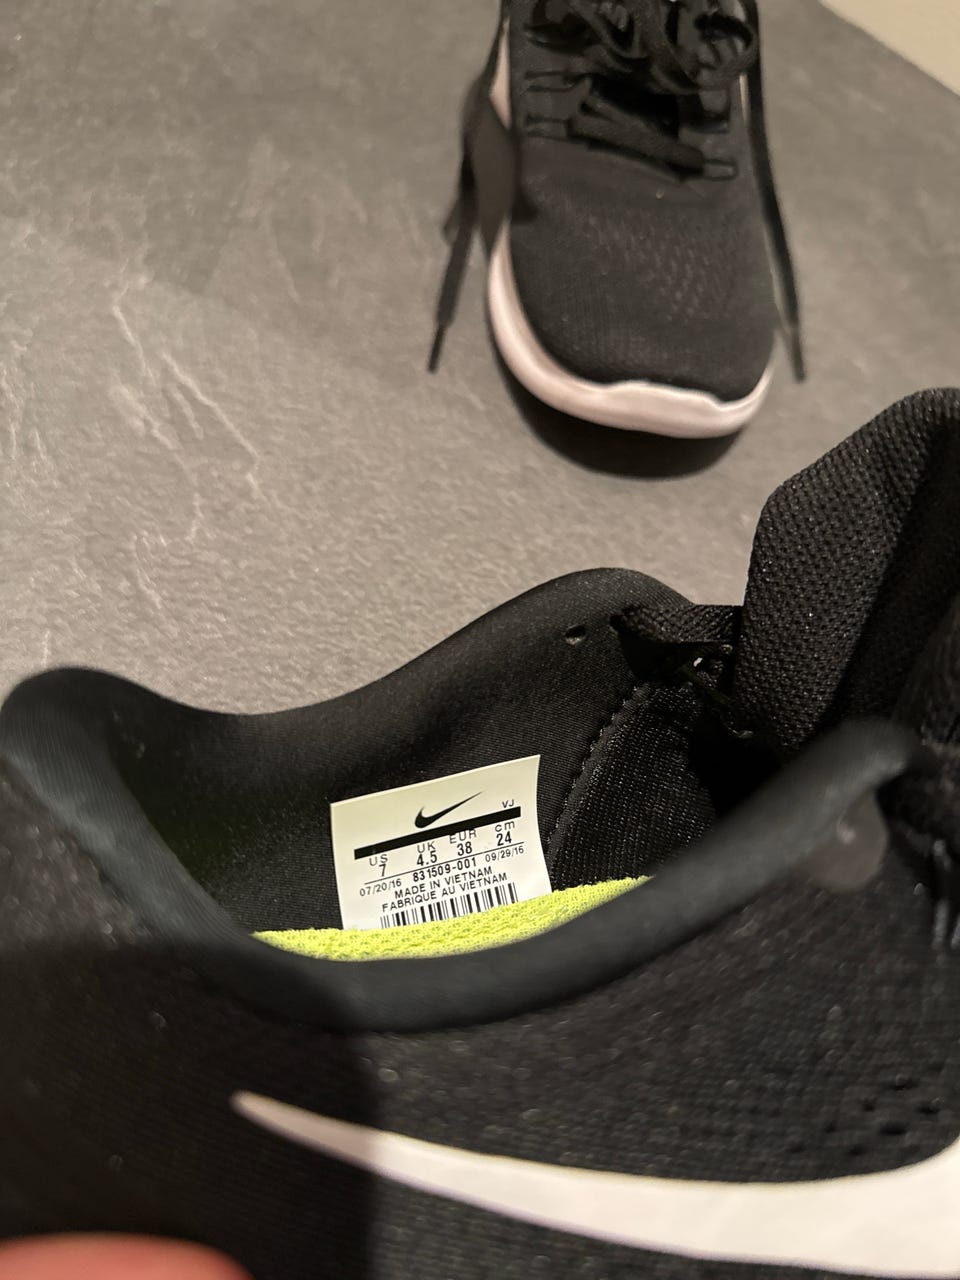 VJ
US UK EUR cm
7 4.5 38 24
07/20/16 831509-001 09/29/16
MADE IN VIETNAM
FABRIQUE AU VIETNAM